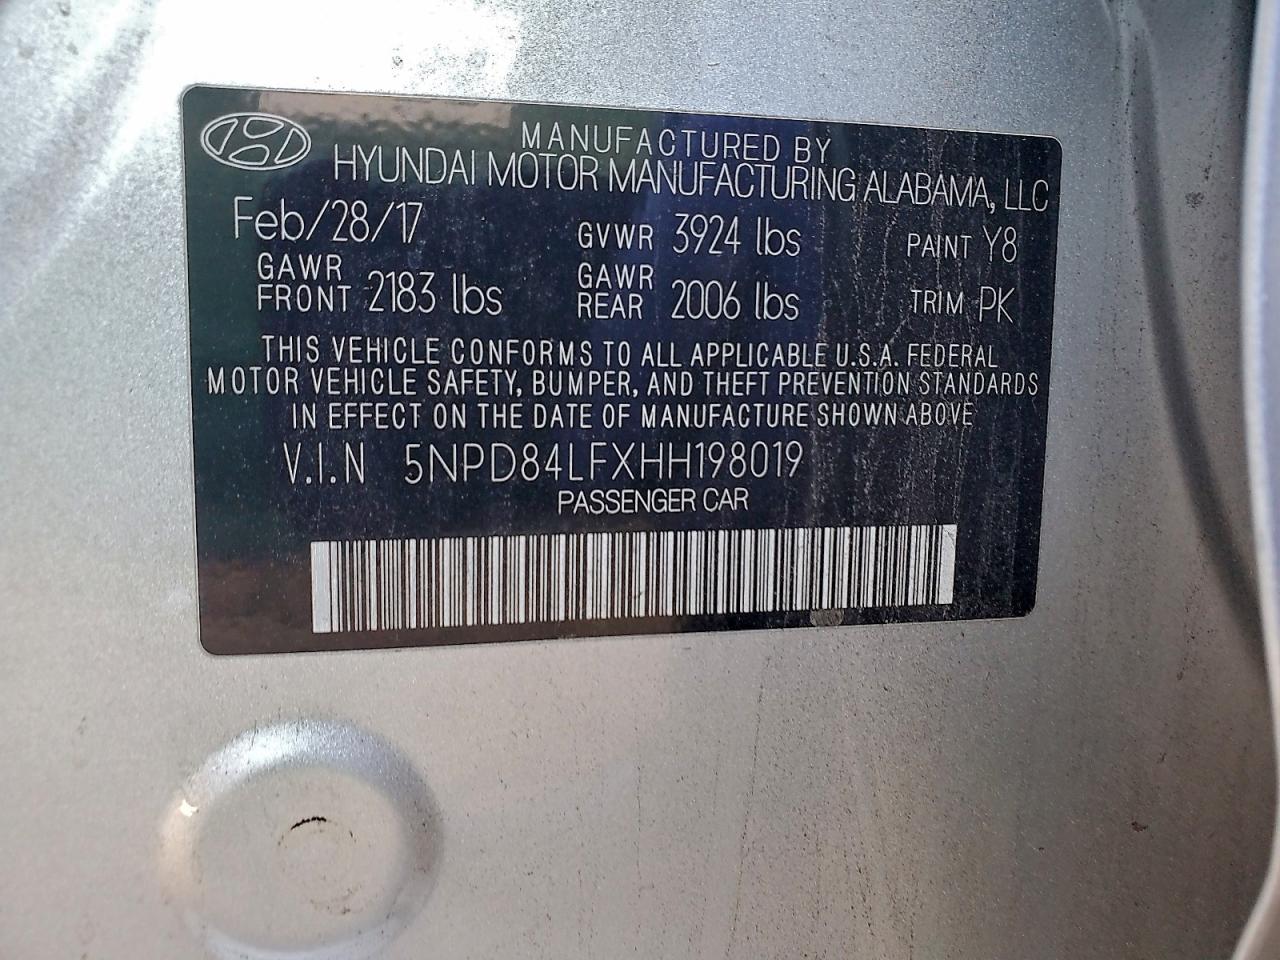 MANUFACTURED BY
HYUNDAI MOTOR MANUFACTURING ALABAMA, LLC
Feb/28/17 GVWR 3924 lbs PAINT Y8
GAWR FRONT 2183 lbs GAWR REAR 2006 lbs TRIM PK
THIS VEHICLE CONFORMS TO ALL APPLICABLE U.S.A. FEDERAL
MOTOR VEHICLE SAFETY, BUMPER, AND THEFT PREVENTION STANDARDS
IN EFFECT ON THE DATE OF MANUFACTURE SHOWN ABOVE
V.I.N 5NPD84LFXHH198019
PASSENGER CAR